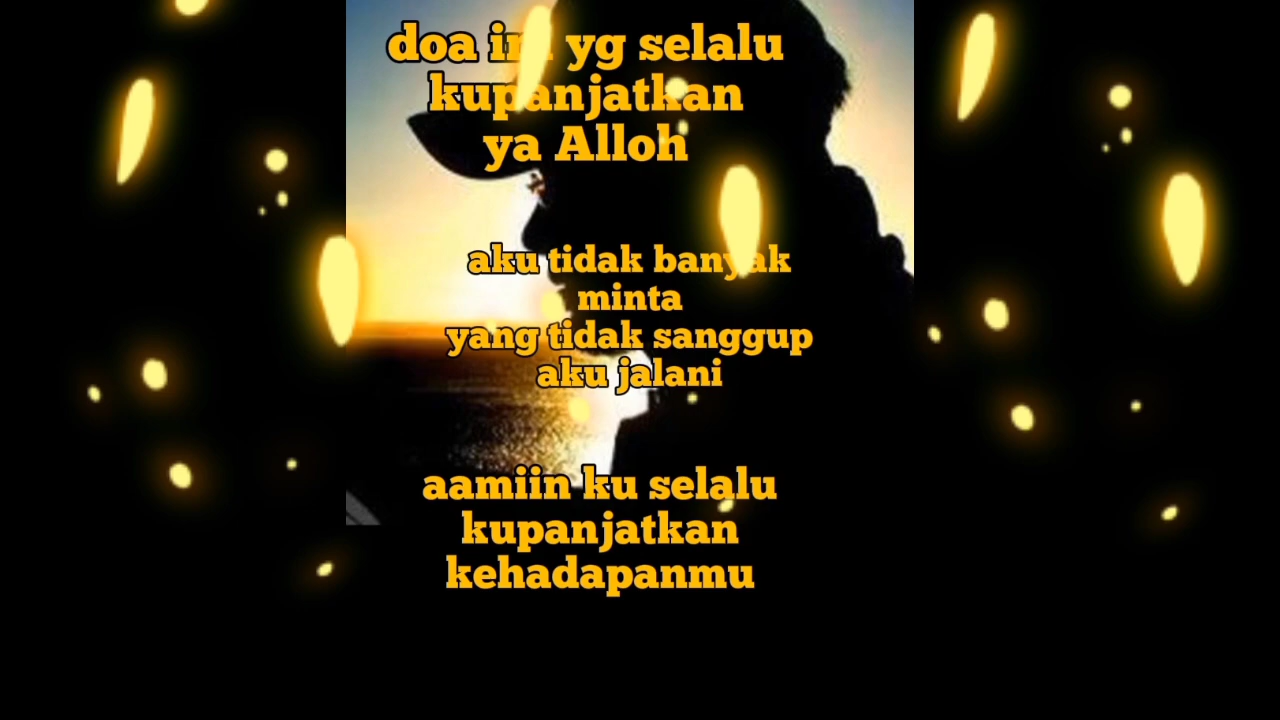 doa ini yg selalu
kupanjatkan
ya Alloh
aku tidak banyak
minta
yang tidak sanggup
aku jalani
aamiin ku selalu
kupanjatkan
kehadapanmu